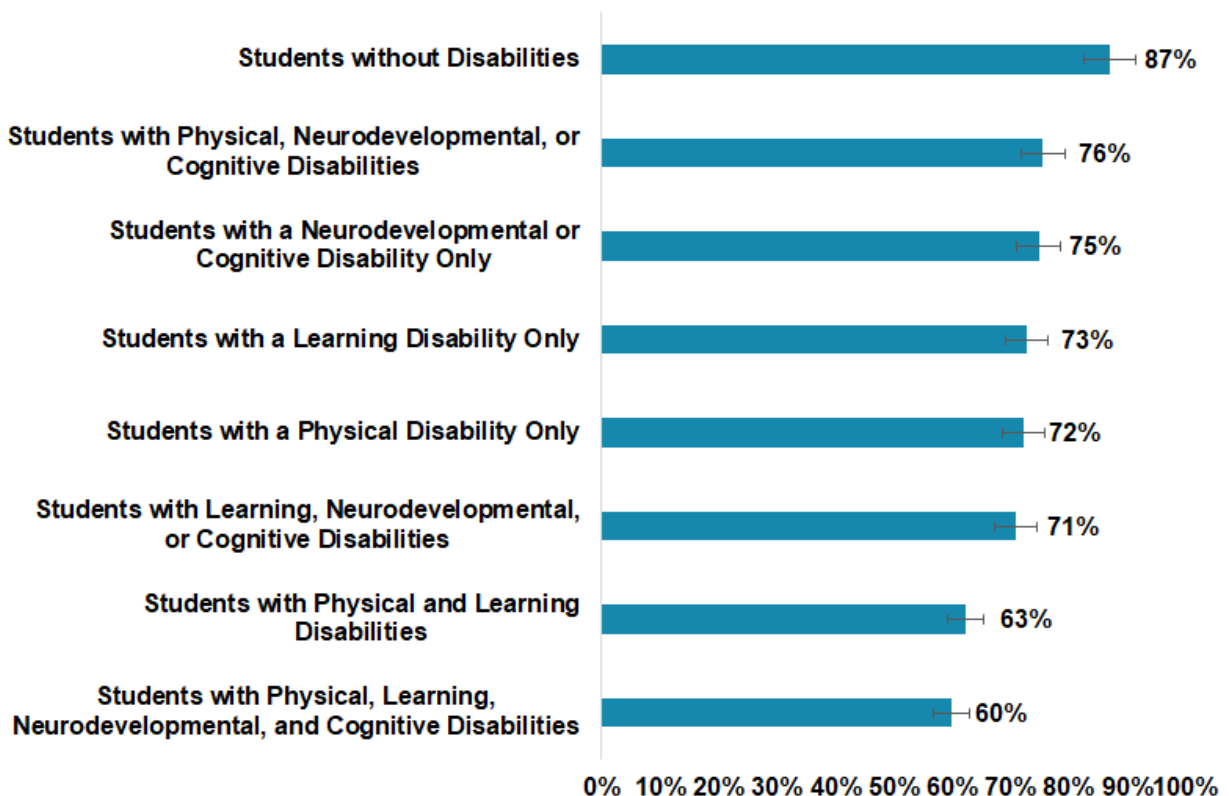 Students without Disabilities
87%
Students with Physical, Neurodevelopmental, or
Cognitive Disabilities
76%
Students with a Neurodevelopmental or
Cognitive Disability Only
75%
Students with a Learning Disability Only
73%
Students with a Physical Disability Only
72%
Students with Learning, Neurodevelopmental,
or Cognitive Disabilities
71%
Students with Physical and Learning
Disabilities
63%
Students with Physical, Learning,
Neurodevelopmental, and Cognitive Disabilities
60%
0% 10% 20% 30% 40% 50% 60% 70% 80% 90% 100%